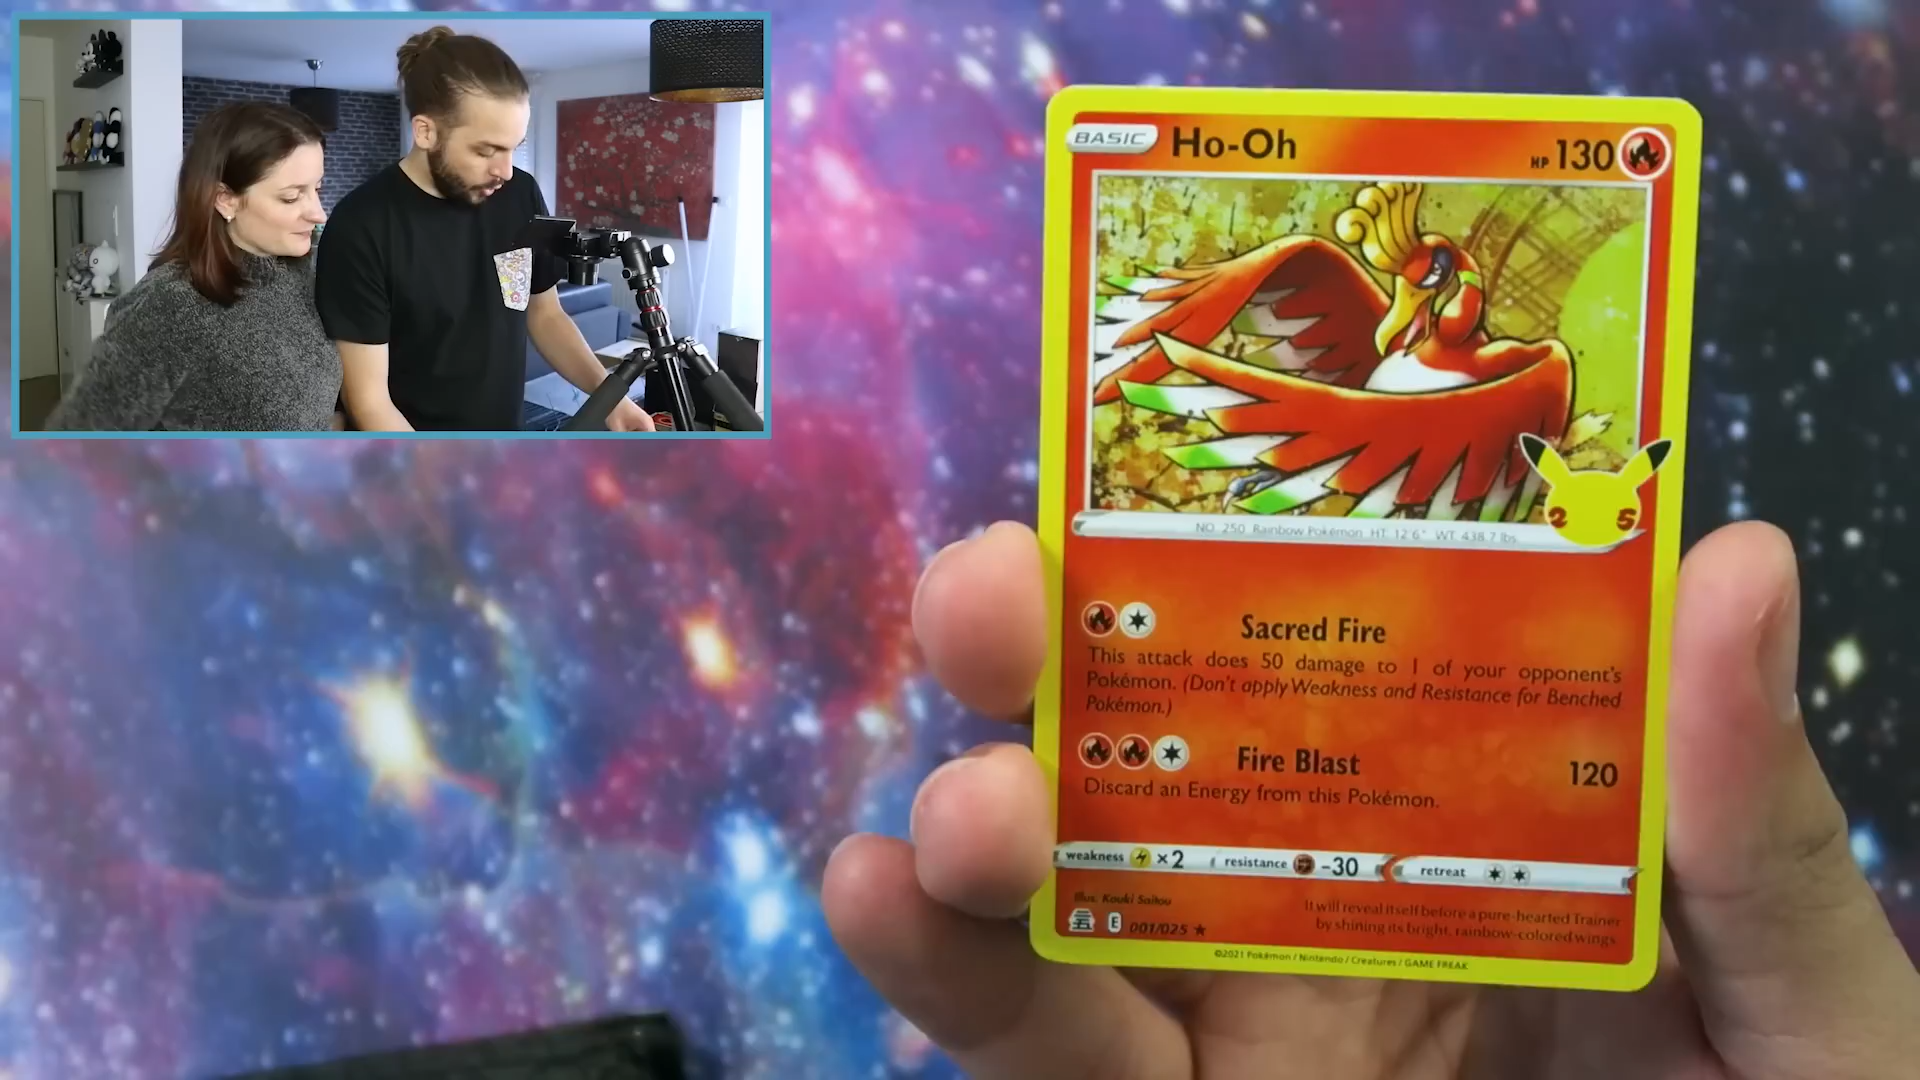 BASIC Ho-Oh HP 130
NO. 250 Rainbow Pokémon HT: 12'6" WT: 438.7 lbs.
25
Sacred Fire
This attack does 50 damage to 1 of your opponent's
Pokémon. (Don't apply Weakness and Resistance for Benched
Pokémon.)
Fire Blast 120
Discard an Energy from this Pokémon.
weakness ×2 resistance -30 retreat
Illus. Kouki Saitou
E 001/025 ★
It will reveal itself before a pure-hearted Trainer
by shining its bright, rainbow-colored wings.
©2021 Pokémon / Nintendo / Creatures / GAME FREAK